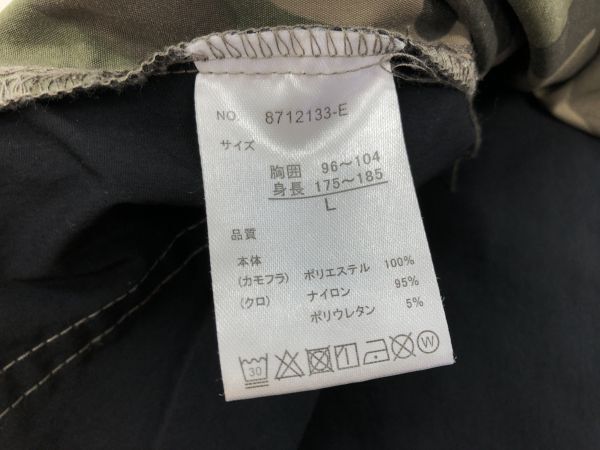 NO. 8712133-E
サイズ
胸囲 96～104
身長 175～185
L
品質
本体
(カモフラ) ポリエステル 100%
(クロ) ナイロン 95%
ポリウレタン 5%
30 W